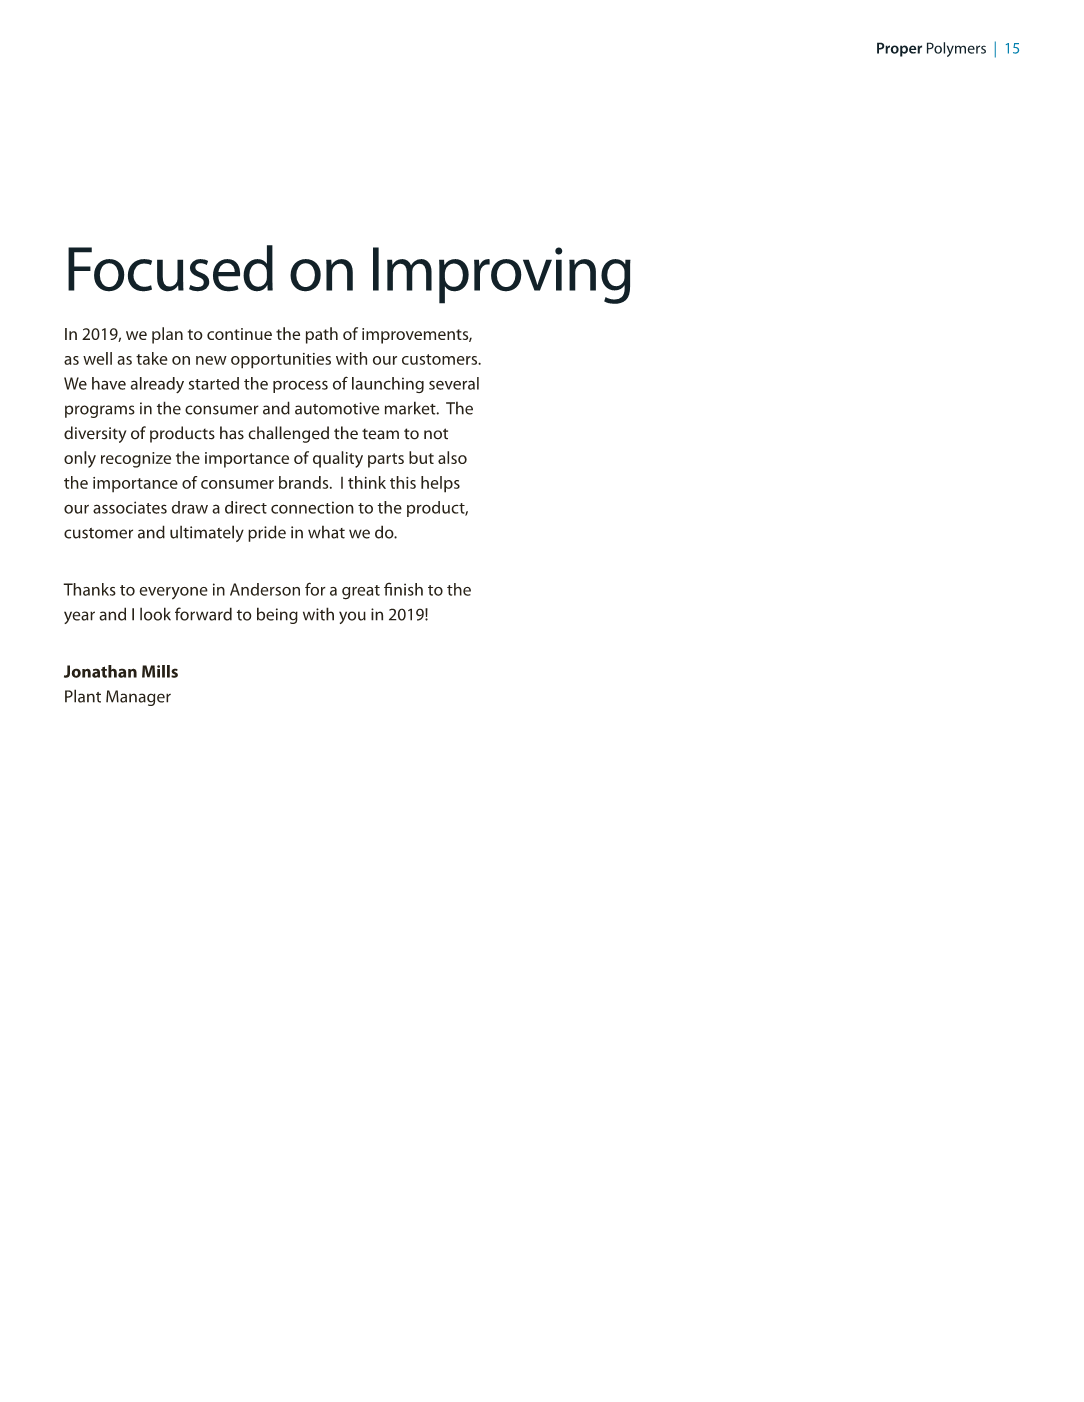 Proper Polymers | 15
Focused on Improving
In 2019, we plan to continue the path of improvements,
as well as take on new opportunities with our customers.
We have already started the process of launching several
programs in the consumer and automotive market.  The
diversity of products has challenged the team to not
only recognize the importance of quality parts but also
the importance of consumer brands.  I think this helps
our associates draw a direct connection to the product,
customer and ultimately pride in what we do.
Thanks to everyone in Anderson for a great finish to the
year and I look forward to being with you in 2019!
Jonathan Mills
Plant Manager